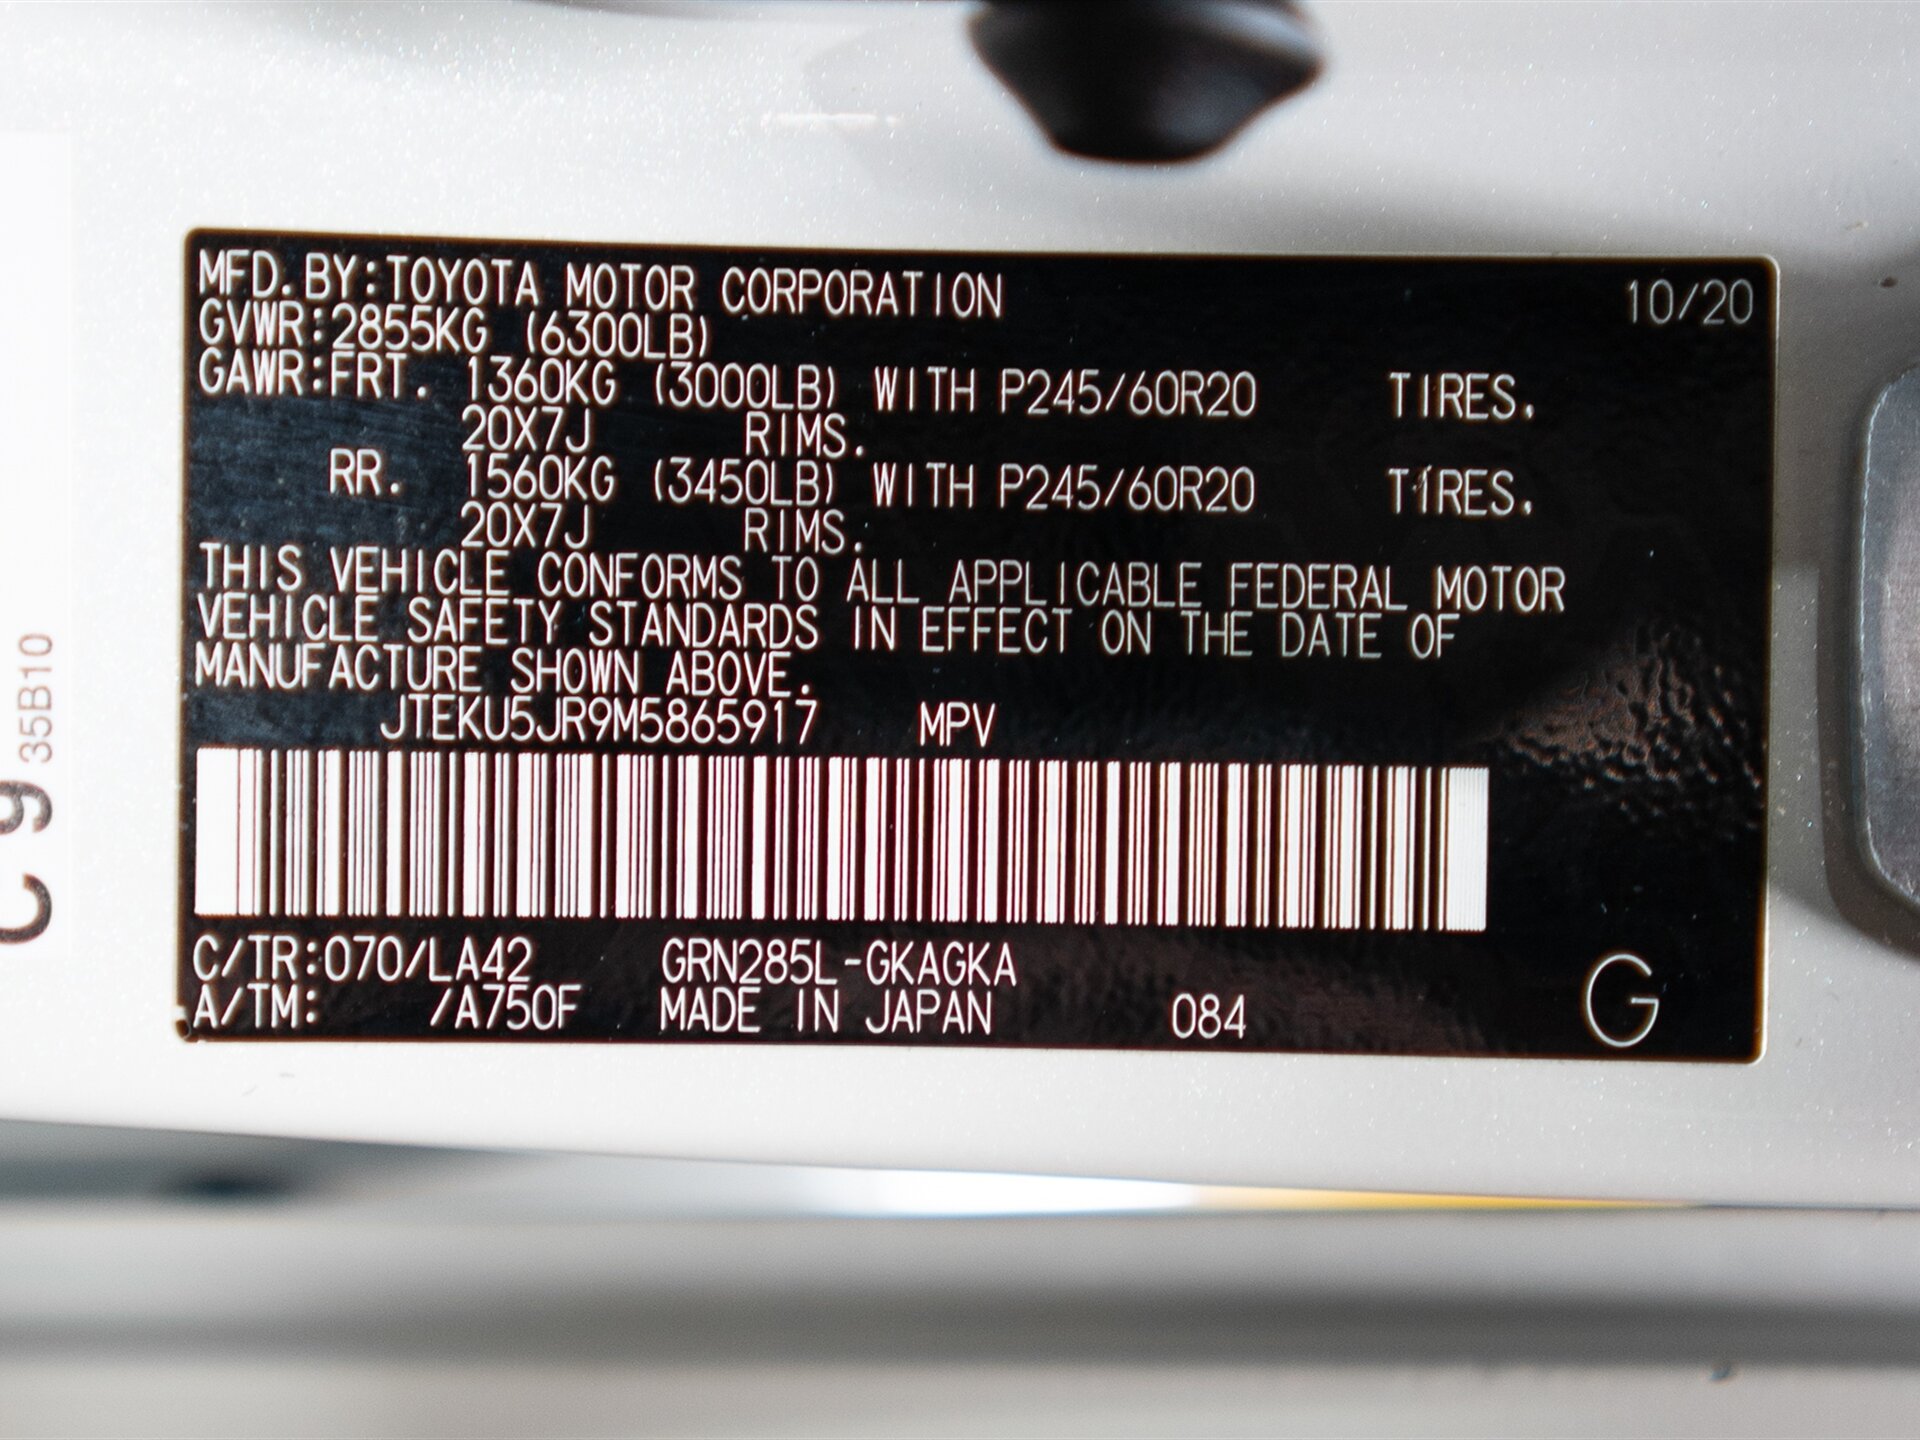 MFD.BY:TOYOTA MOTOR CORPORATION 10/20
GVWR:2855KG (6300LB)
GAWR:FRT. 1360KG (3000LB) WITH P245/60R20 TIRES.
20X7J RIMS.
RR. 1560KG (3450LB) WITH P245/60R20 TIRES.
20X7J RIMS.
THIS VEHICLE CONFORMS TO ALL APPLICABLE FEDERAL MOTOR
VEHICLE SAFETY STANDARDS IN EFFECT ON THE DATE OF
MANUFACTURE SHOWN ABOVE.
JTEKU5JR9M5865917 MPV
C/TR:070/LA42 GRN285L-GKAGKA
A/TM: /A750F MADE IN JAPAN 084 G
C 9
35B10